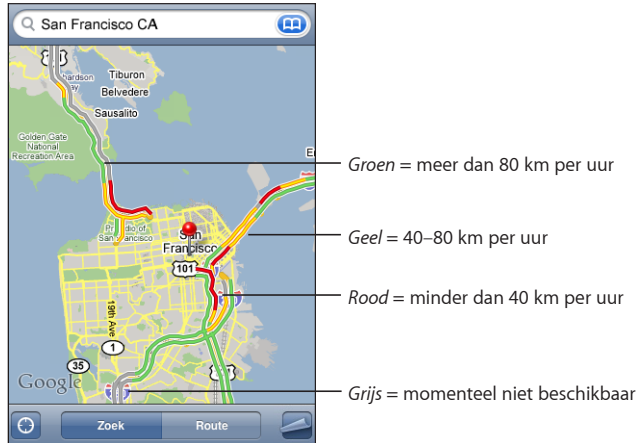 San Francisco CA
Tiburon
Belvedere
Sausalito
Golden Gate
National
Recreation Area
San Francisco
San
Francisco
101
19th Ave
1
35
Google
Zoek
Route
Groen = meer dan 80 km per uur
Geel = 40–80 km per uur
Rood = minder dan 40 km per uur
Grijs = momenteel niet beschikbaar